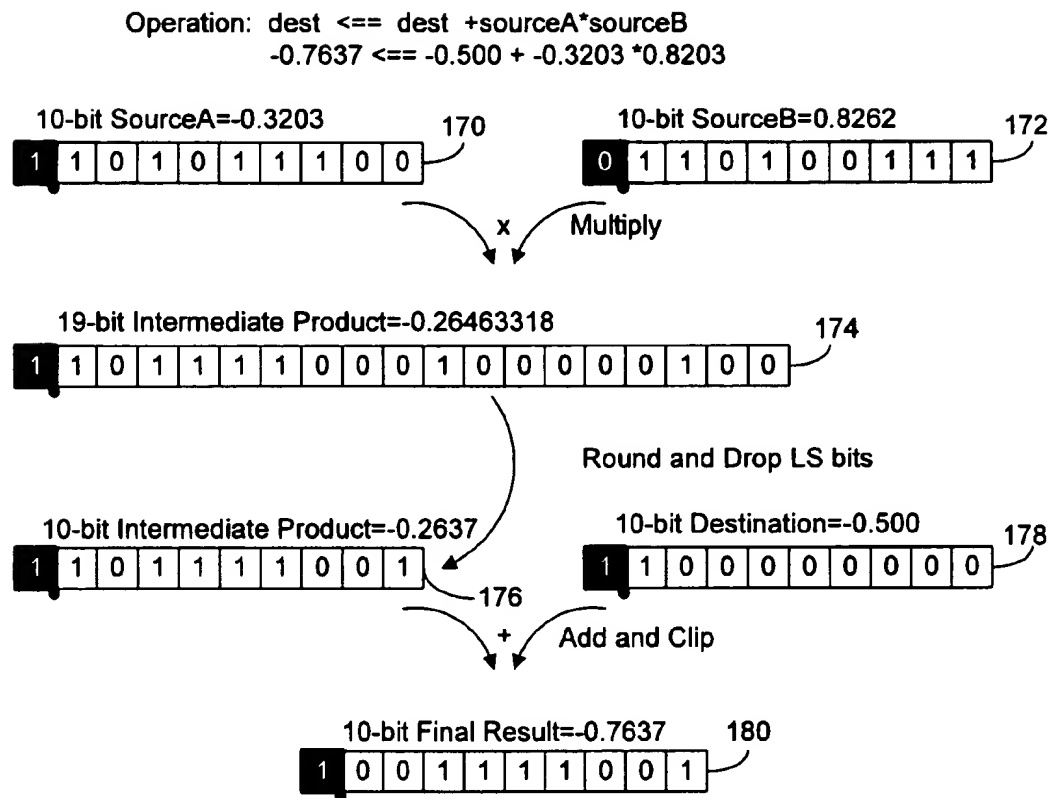 Operation: dest <== dest +sourceA*sourceB
-0.7637 <== -0.500 + -0.3203 *0.8203
10-bit SourceA=-0.3203
170
1 1 0 1 0 1 1 1 0 0
10-bit SourceB=0.8262
172
0 1 1 0 1 0 0 1 1 1
x Multiply
19-bit Intermediate Product=-0.26463318
174
1 1 0 1 1 1 1 0 0 0 1 0 0 0 0 0 1 0 0
Round and Drop LS bits
10-bit Intermediate Product=-0.2637
1 1 0 1 1 1 1 0 0 1
176
10-bit Destination=-0.500
178
1 1 0 0 0 0 0 0 0 0
+ Add and Clip
10-bit Final Result=-0.7637
180
1 0 0 1 1 1 1 0 0 1